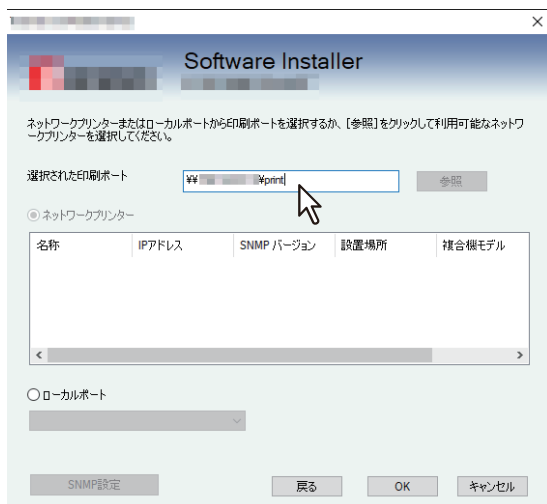 Software Installer
ネットワークプリンターまたはローカルポートから印刷ポートを選択するか、[参照]をクリックして利用可能なネットワ
ークプリンターを選択してください。
選択された印刷ポート
¥¥ ¥print
参照
ネットワークプリンター
名称 IPアドレス SNMP バージョン 設置場所 複合機モデル
ローカルポート
SNMP設定 戻る OK キャンセル